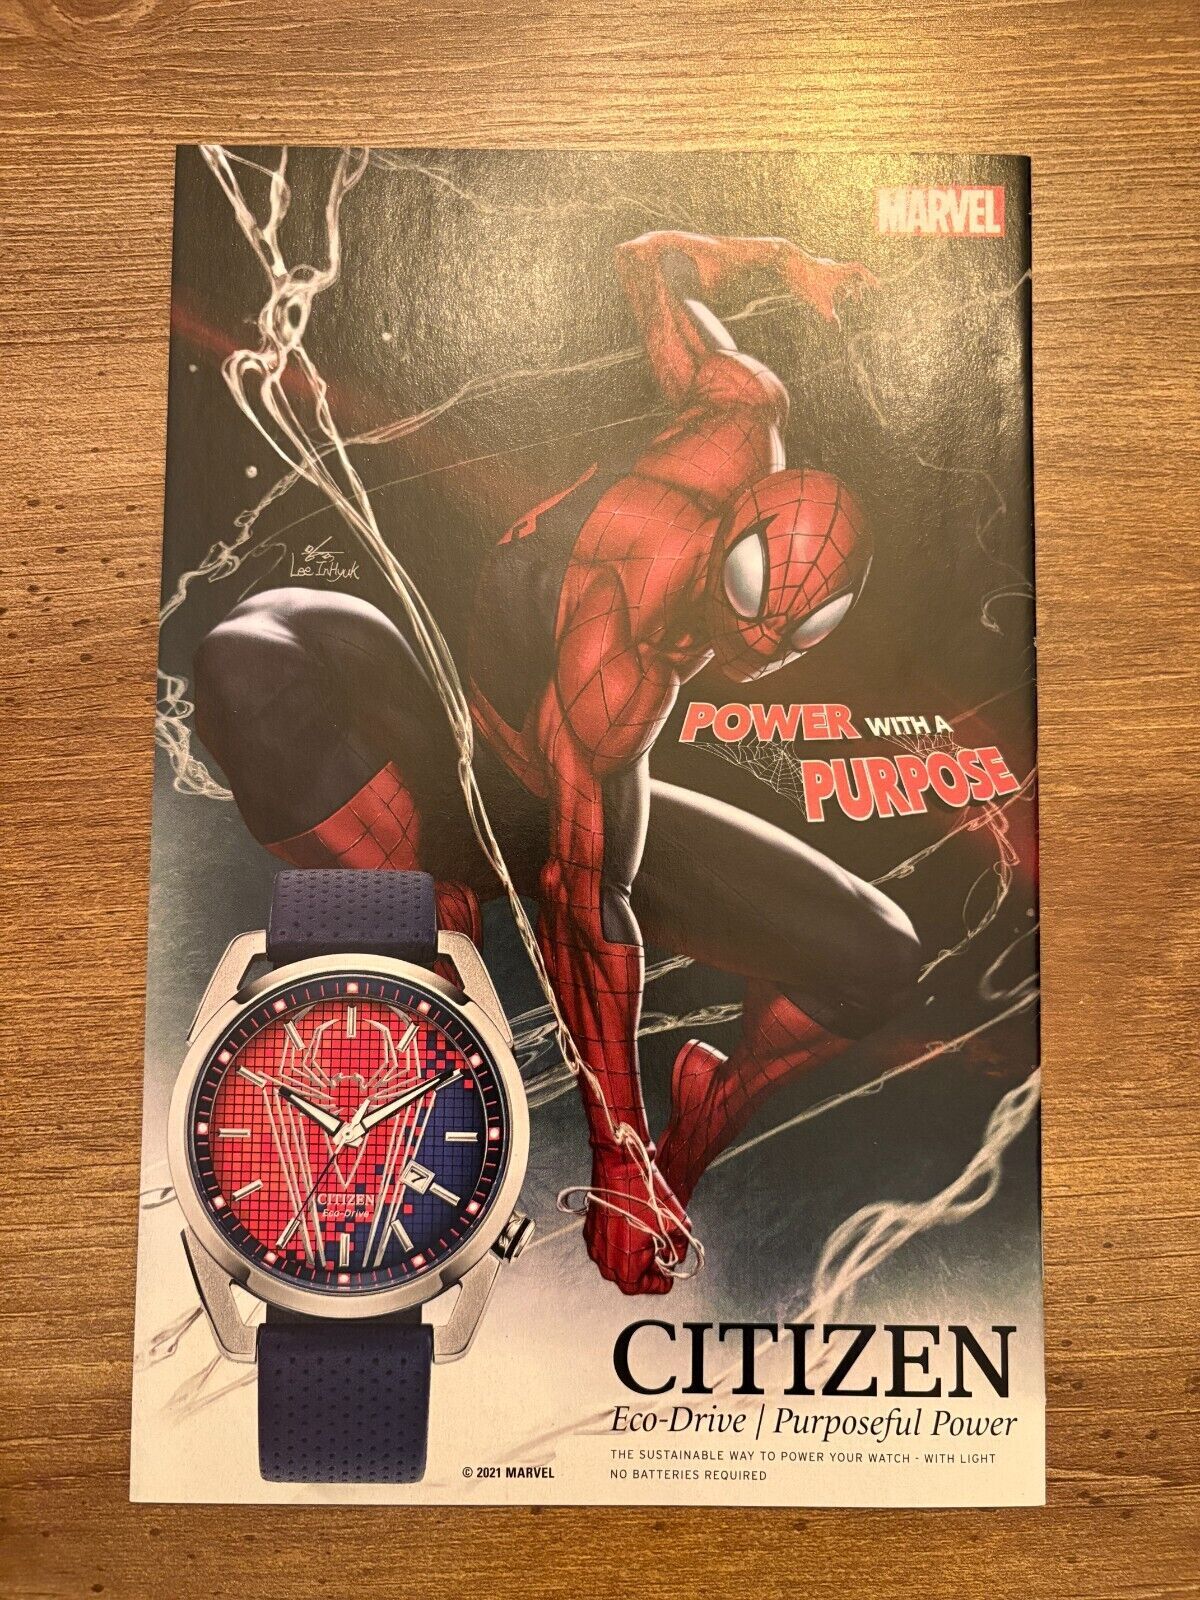 MARVEL
Lee InHyuk
POWER WITH A
PURPOSE
7
CITIZEN
Eco-Drive
CITIZEN
Eco-Drive | Purposeful Power
THE SUSTAINABLE WAY TO POWER YOUR WATCH - WITH LIGHT
NO BATTERIES REQUIRED
© 2021 MARVEL